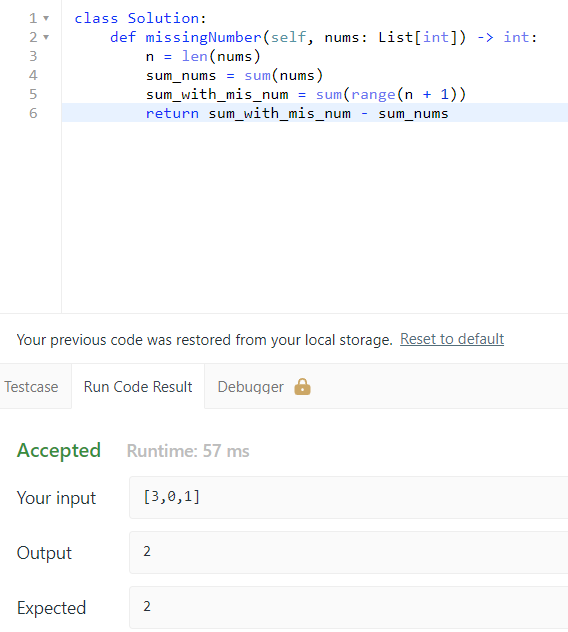 1 class Solution:
2 def missingNumber(self, nums: List[int]) -> int:
3 n = len(nums)
4 sum_nums = sum(nums)
5 sum_with_mis_num = sum(range(n + 1))
6 return sum_with_mis_num - sum_nums
Your previous code was restored from your local storage. Reset to default
Testcase Run Code Result Debugger
Accepted Runtime: 57 ms
Your input [3,0,1]
Output 2
Expected 2